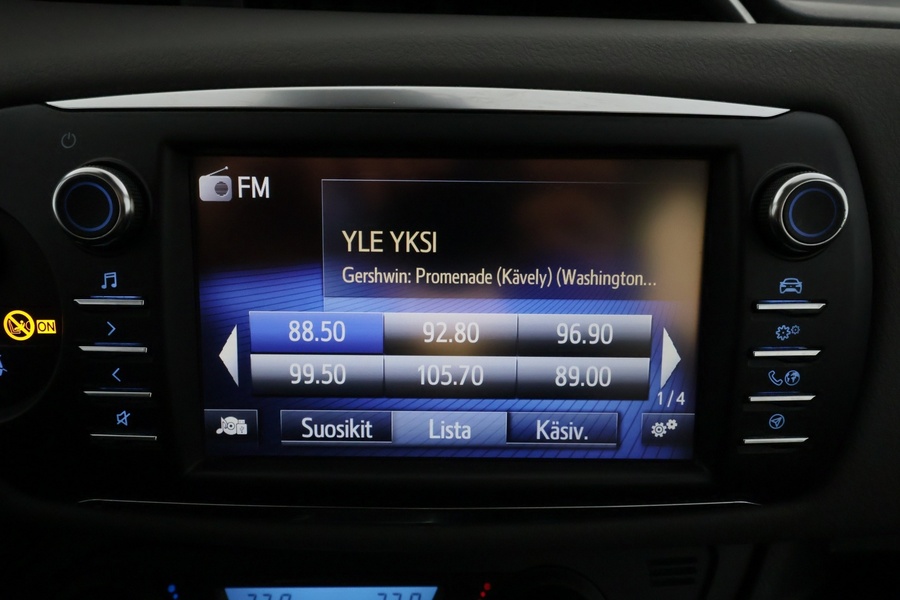 FM
YLE YKSI
Gershwin: Promenade (Kävely) (Washington...
88.50 92.80 96.90
ON
99.50 105.70 89.00
1/4
Suosikit Lista Käsiv.